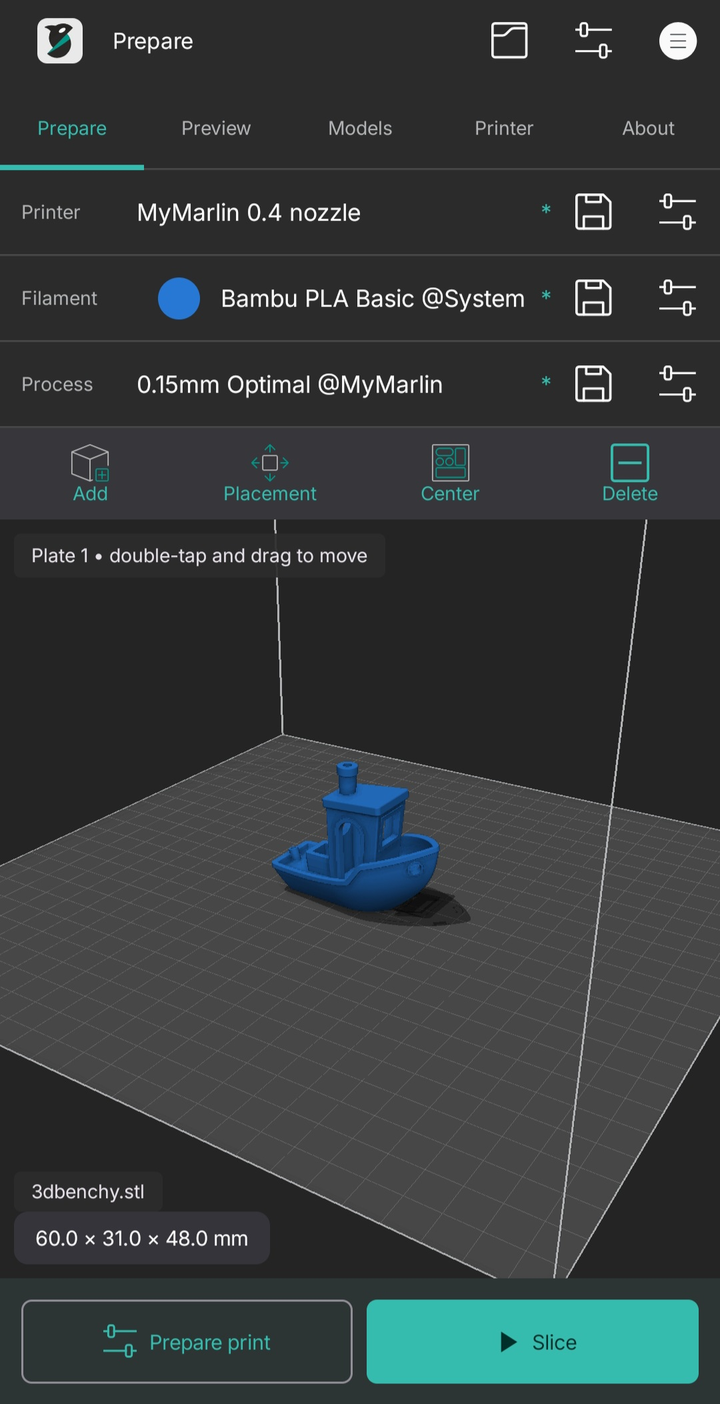 Prepare
Prepare Preview Models Printer About
Printer MyMarlin 0.4 nozzle *
Filament Bambu PLA Basic @System *
Process 0.15mm Optimal @MyMarlin *
Add Placement Center Delete
Plate 1 • double-tap and drag to move
3dbenchy.stl
60.0 × 31.0 × 48.0 mm
Prepare print Slice